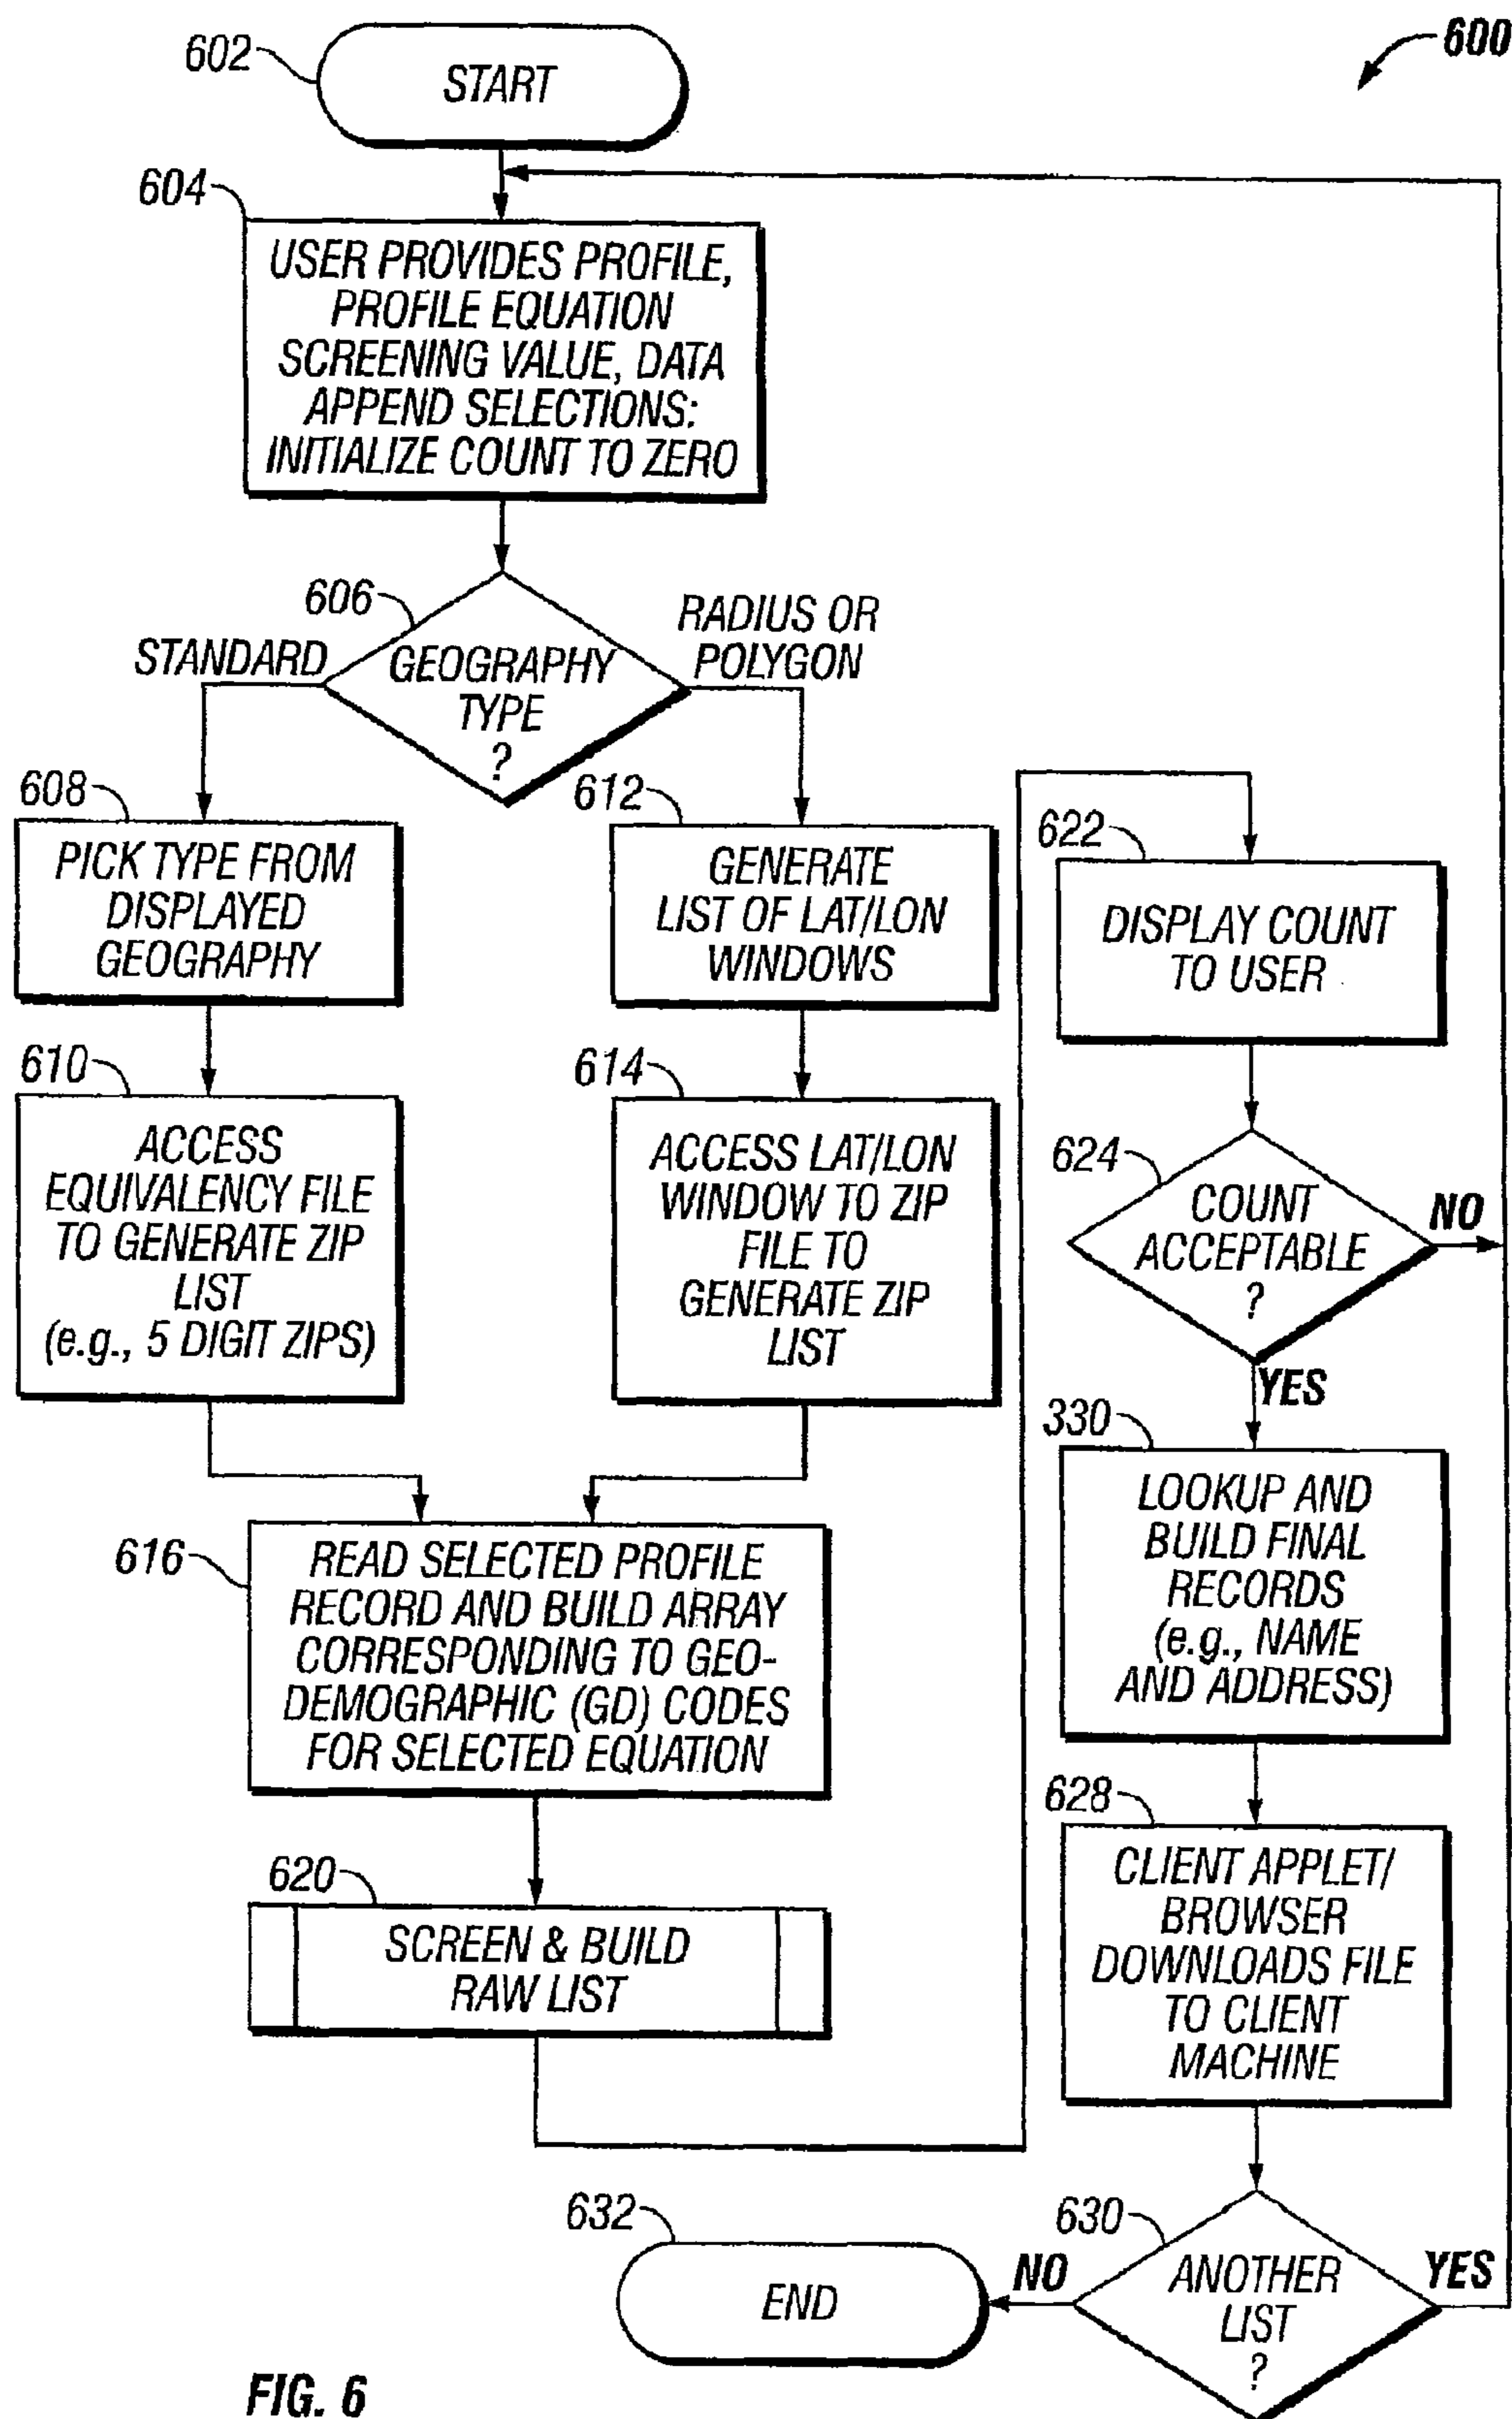 600
602
START
604
USER PROVIDES PROFILE,
PROFILE EQUATION
SCREENING VALUE, DATA
APPEND SELECTIONS:
INITIALIZE COUNT TO ZERO
606
GEOGRAPHY
TYPE
?
STANDARD
RADIUS OR
POLYGON
608
PICK TYPE FROM
DISPLAYED
GEOGRAPHY
612
GENERATE
LIST OF LAT/LON
WINDOWS
610
ACCESS
EQUIVALENCY FILE
TO GENERATE ZIP
LIST
(e.g., 5 DIGIT ZIPS)
614
ACCESS LAT/LON
WINDOW TO ZIP
FILE TO
GENERATE ZIP
LIST
616
READ SELECTED PROFILE
RECORD AND BUILD ARRAY
CORRESPONDING TO GEO-
DEMOGRAPHIC (GD) CODES
FOR SELECTED EQUATION
620
SCREEN & BUILD
RAW LIST
622
DISPLAY COUNT
TO USER
624
COUNT
ACCEPTABLE
?
NO
YES
330
LOOKUP AND
BUILD FINAL
RECORDS
(e.g., NAME
AND ADDRESS)
628
CLIENT APPLET/
BROWSER
DOWNLOADS FILE
TO CLIENT
MACHINE
630
ANOTHER
LIST
?
YES
NO
632
END
FIG. 6